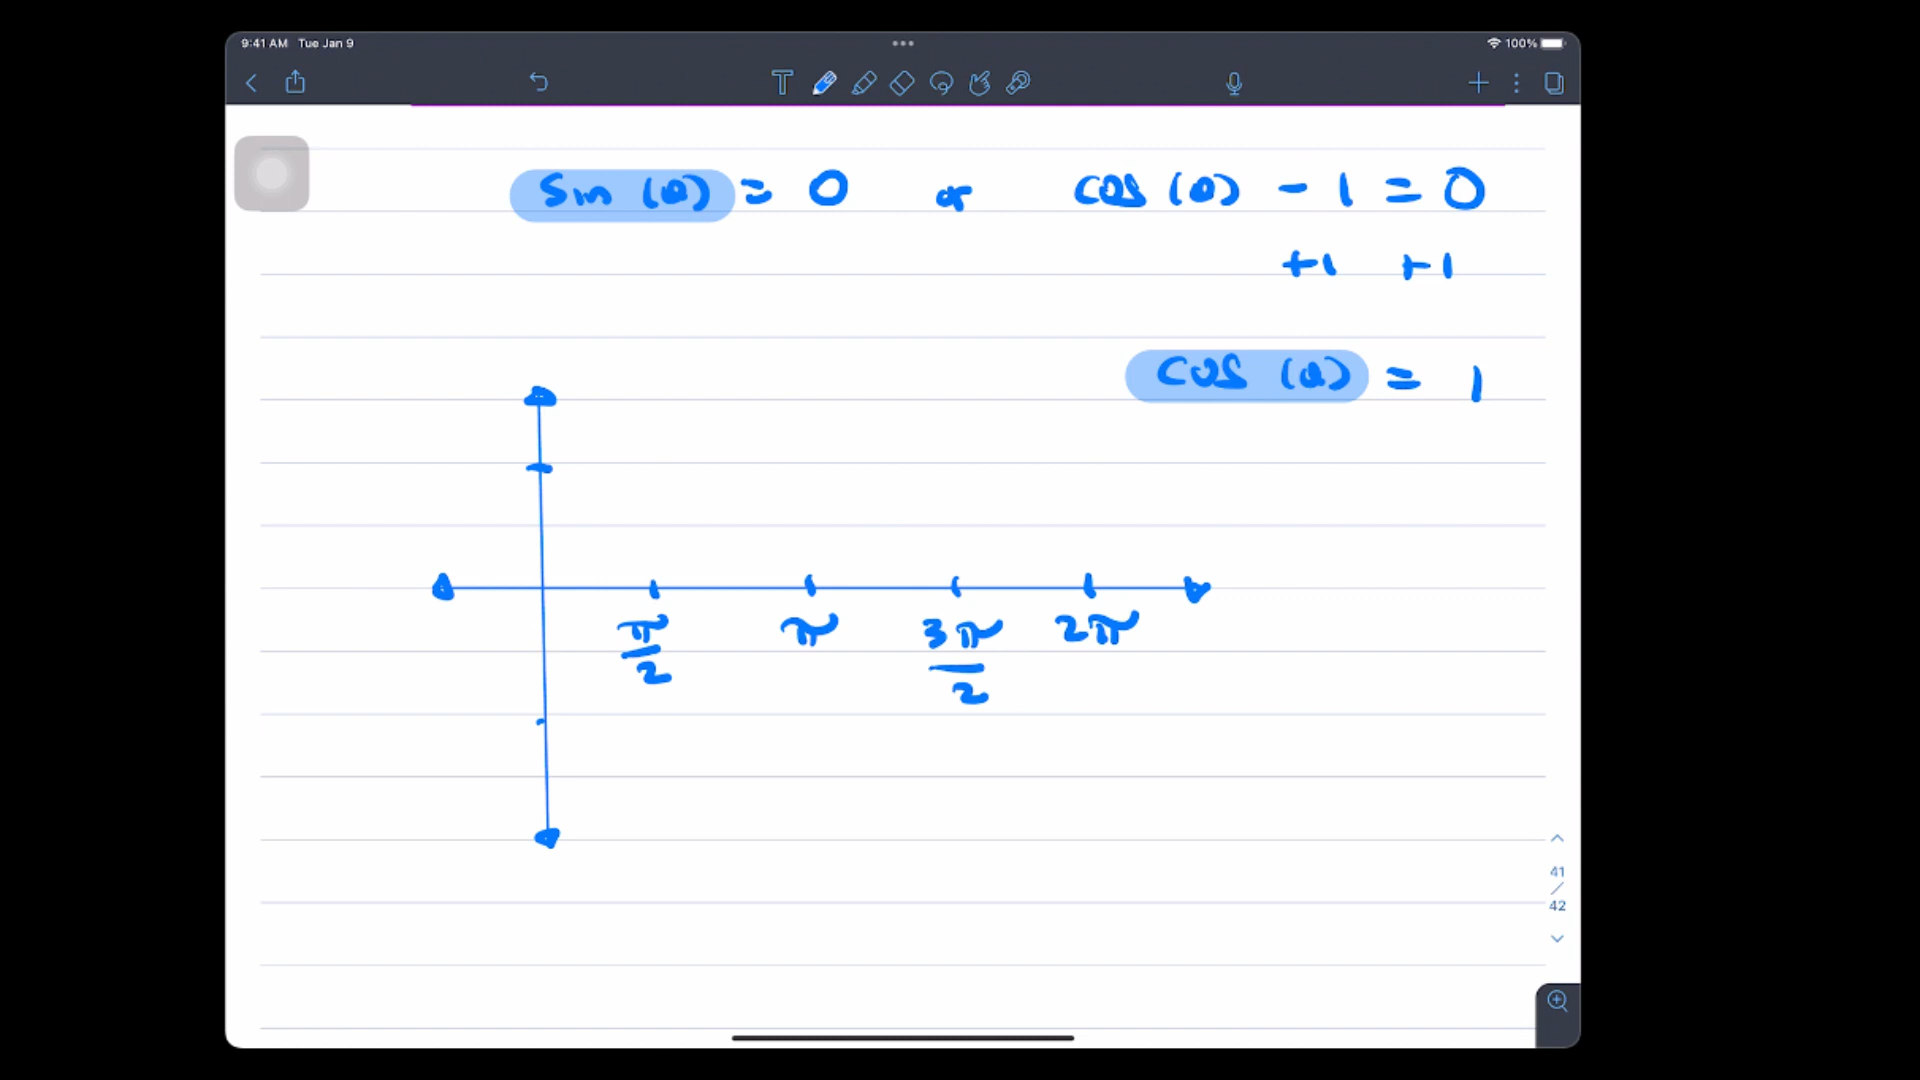 9:41 AM Tue Jan 9
100%
T
sin (θ) = 0 or cos (θ) - 1 = 0
+1 +1
cos (θ) = 1
π/2 π 3π/2 2π
41
/
42